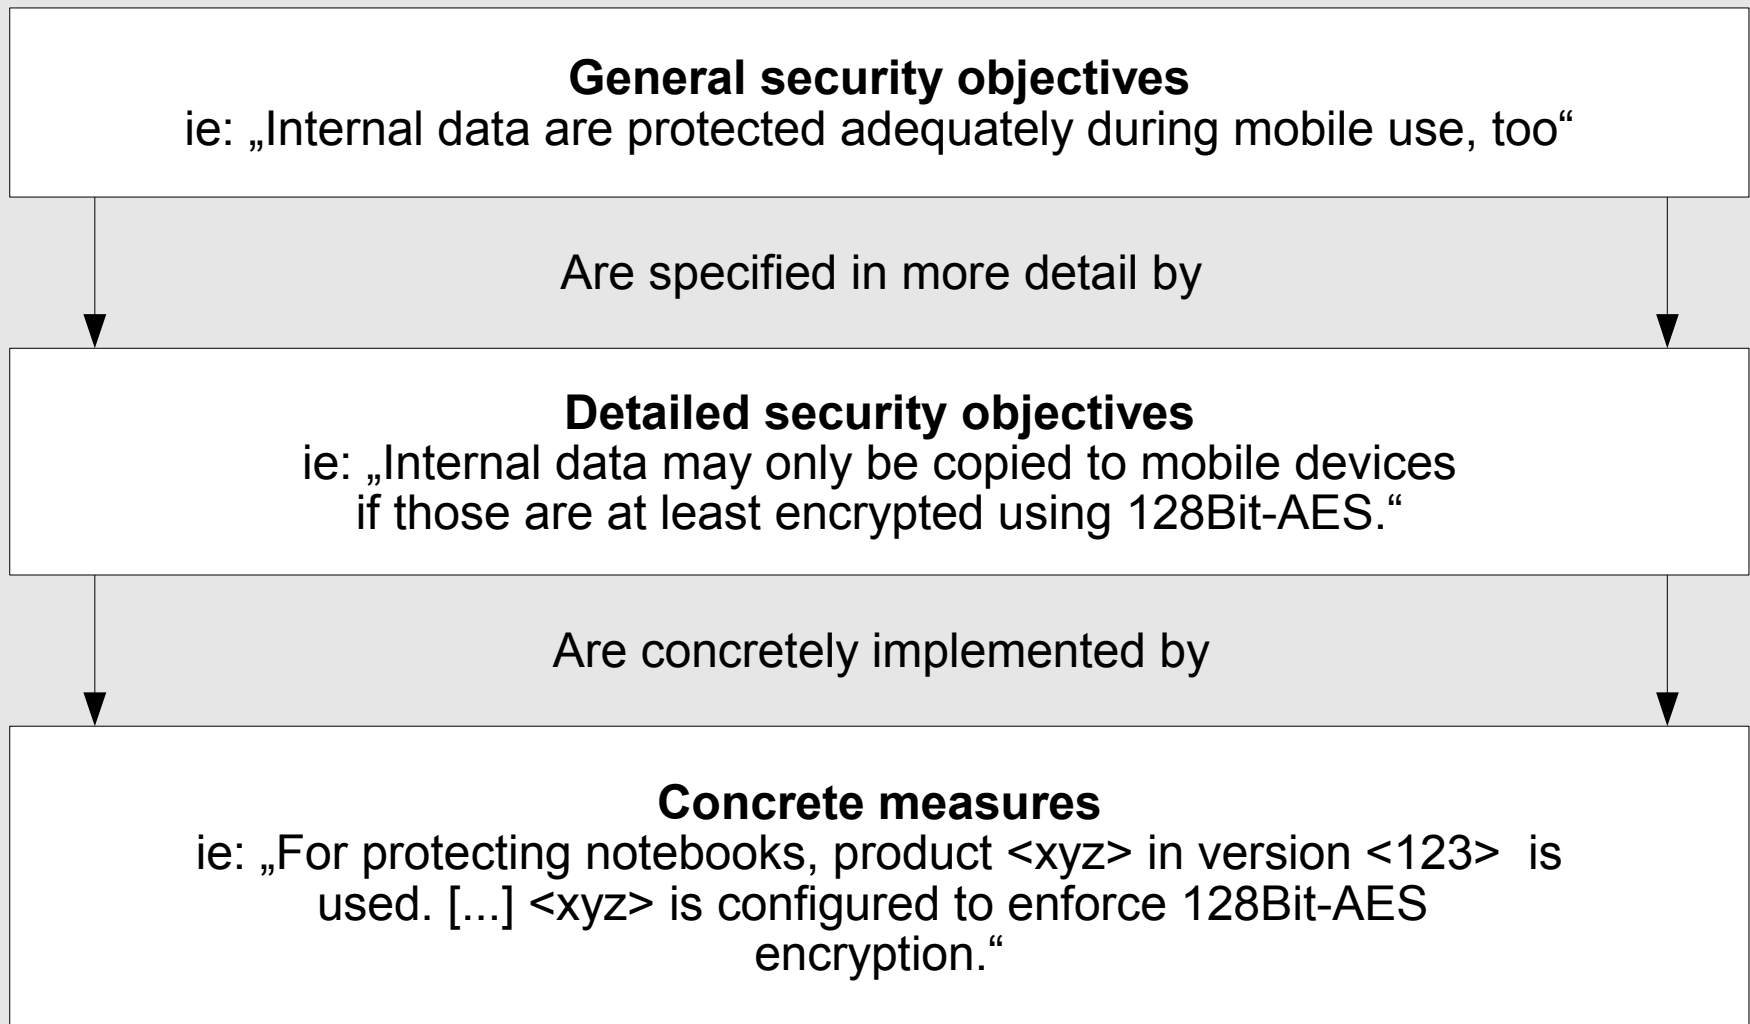 General security objectives
ie: „Internal data are protected adequately during mobile use, too“
Are specified in more detail by
Detailed security objectives
ie: „Internal data may only be copied to mobile devices
if those are at least encrypted using 128Bit-AES.“
Are concretely implemented by
Concrete measures
ie: „For protecting notebooks, product <xyz> in version <123>  is
used. [...] <xyz> is configured to enforce 128Bit-AES
encryption.“